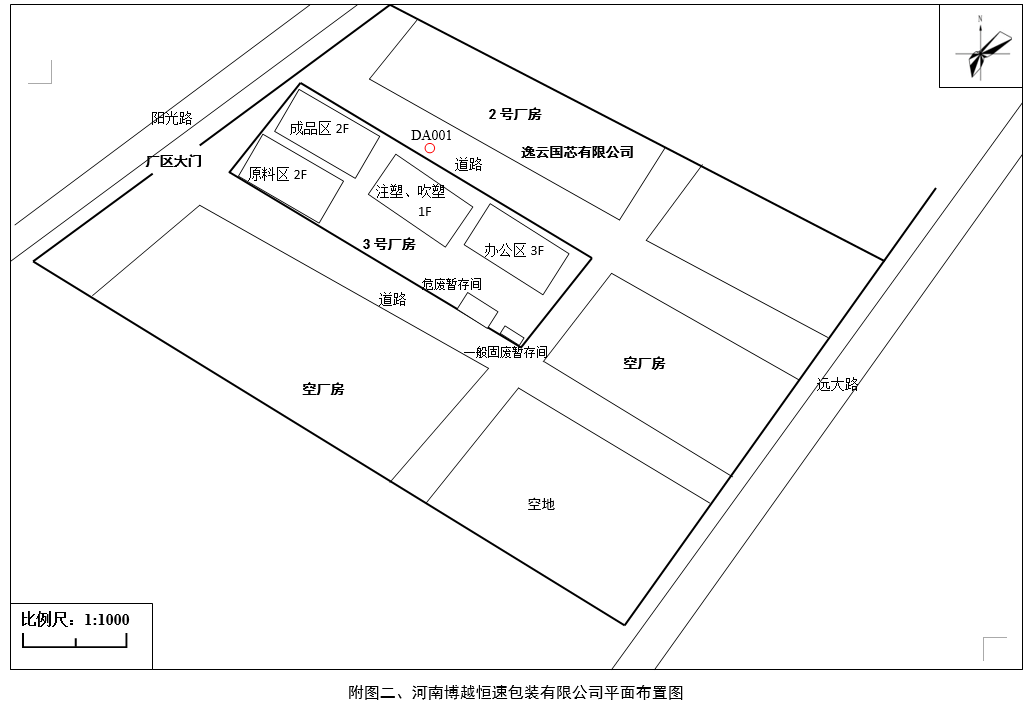 N
2号厂房
阳光路
成品区 2F
DA001
道路
逸云国芯有限公司
厂区大门
原料区 2F
注塑、吹塑
1F
3号厂房
办公区 3F
危废暂存间
道路
一般固废暂存间
空厂房
远大路
空厂房
空地
比例尺：1:1000
附图二、河南博越恒速包装有限公司平面布置图